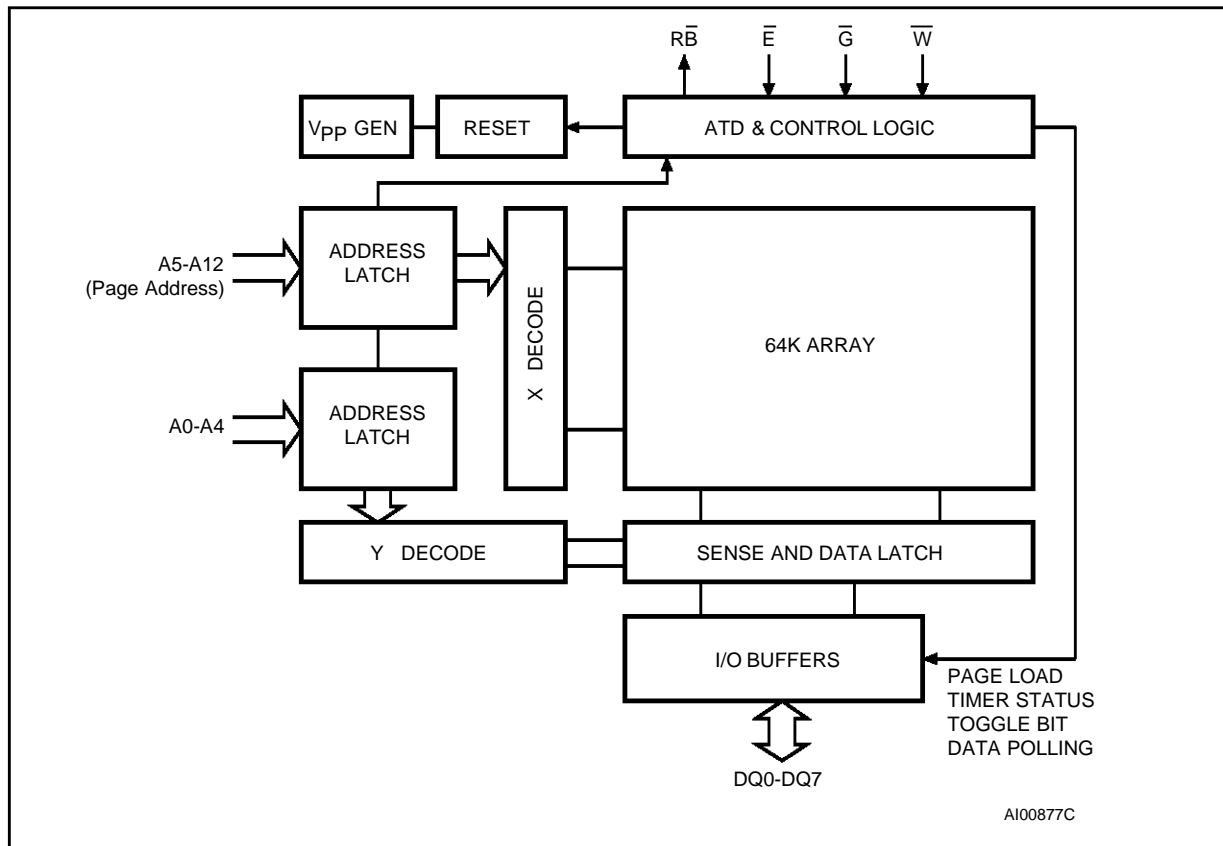 RB̅ E̅ G̅ W̅
VPP GEN
RESET
ATD & CONTROL LOGIC
A5-A12
(Page Address)
ADDRESS
LATCH
X DECODE
64K ARRAY
A0-A4
ADDRESS
LATCH
Y DECODE
SENSE AND DATA LATCH
I/O BUFFERS
PAGE LOAD
TIMER STATUS
TOGGLE BIT
DATA POLLING
DQ0-DQ7
AI00877C